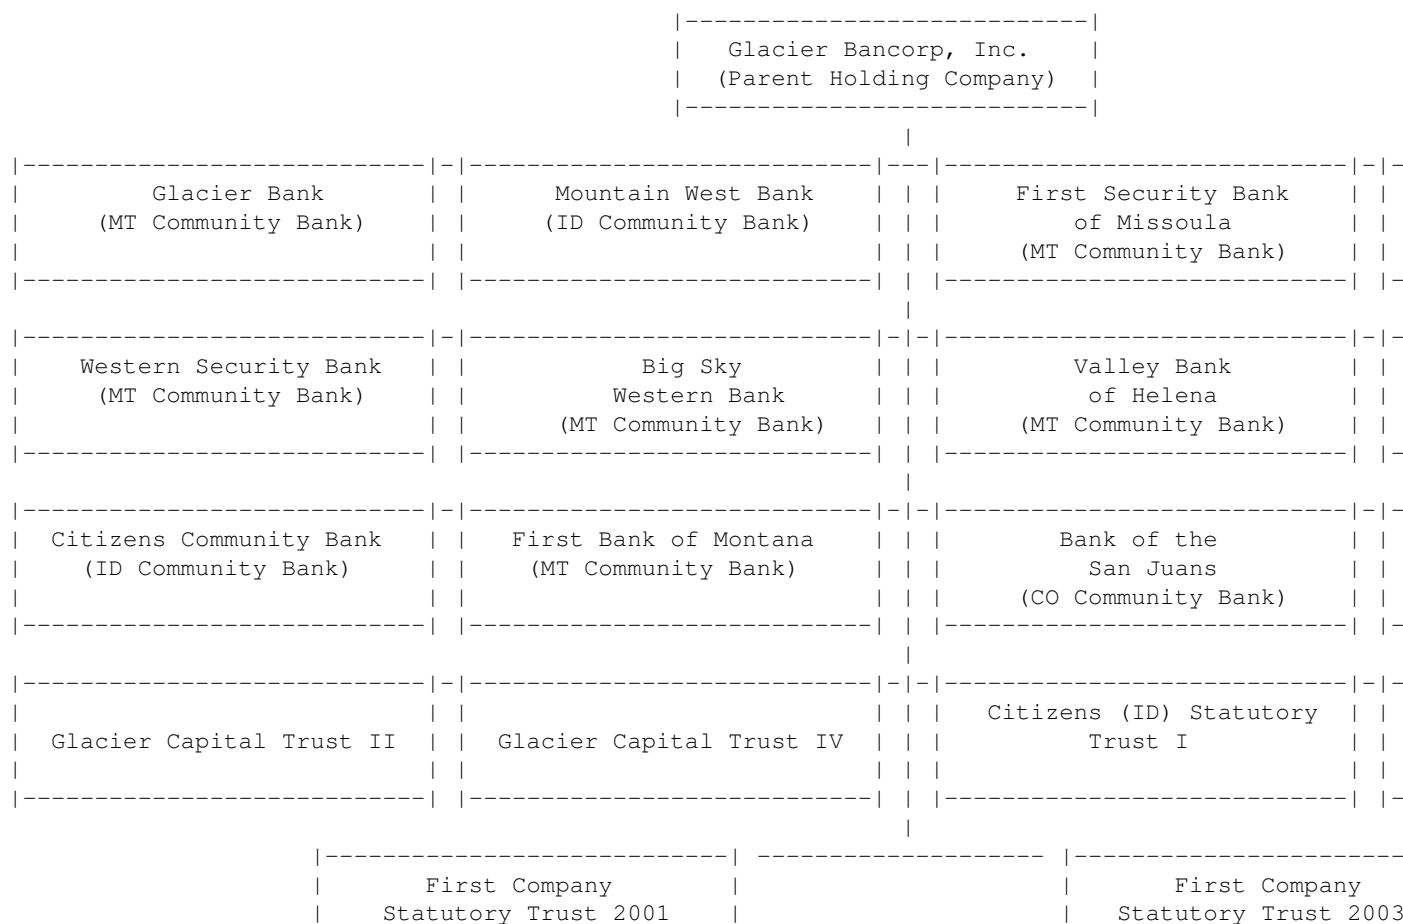 Glacier Bancorp, Inc.
(Parent Holding Company)
Glacier Bank
(MT Community Bank)
Mountain West Bank
(ID Community Bank)
First Security Bank
of Missoula
(MT Community Bank)
Western Security Bank
(MT Community Bank)
Big Sky
Western Bank
(MT Community Bank)
Valley Bank
of Helena
(MT Community Bank)
Citizens Community Bank
(ID Community Bank)
First Bank of Montana
(MT Community Bank)
Bank of the
San Juans
(CO Community Bank)
Glacier Capital Trust II
Glacier Capital Trust IV
Citizens (ID) Statutory
Trust I
First Company
Statutory Trust 2001
First Company
Statutory Trust 2003